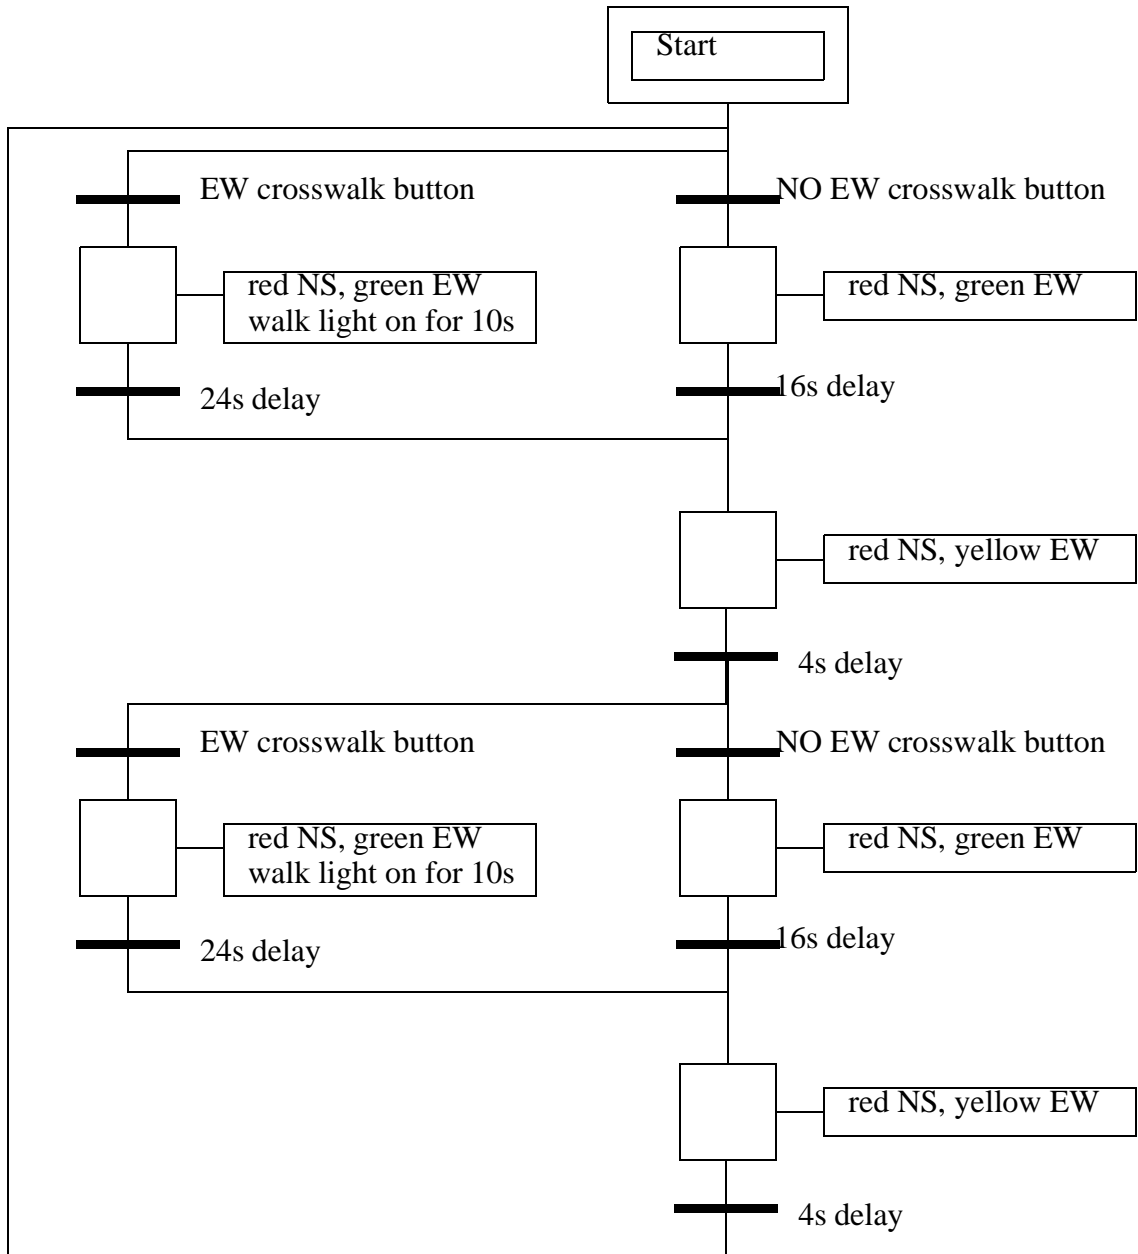 Start
EW crosswalk button
NO EW crosswalk button
red NS, green EW
walk light on for 10s
red NS, green EW
24s delay
16s delay
red NS, yellow EW
4s delay
EW crosswalk button
NO EW crosswalk button
red NS, green EW
walk light on for 10s
red NS, green EW
24s delay
16s delay
red NS, yellow EW
4s delay